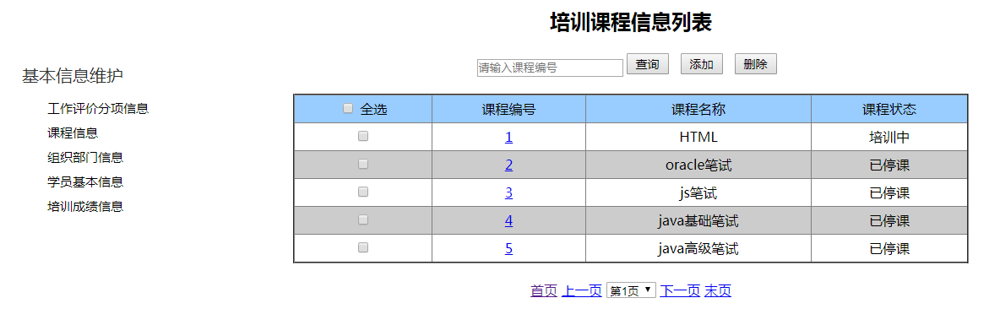 培训课程信息列表
请输入课程编号 查询 添加 删除
基本信息维护
工作评价分项信息
课程信息
组织部门信息
学员基本信息
培训成绩信息
全选 课程编号 课程名称 课程状态
1 HTML 培训中
2 oracle笔试 已停课
3 js笔试 已停课
4 java基础笔试 已停课
5 java高级笔试 已停课
首页 上一页 第1页 下一页 末页